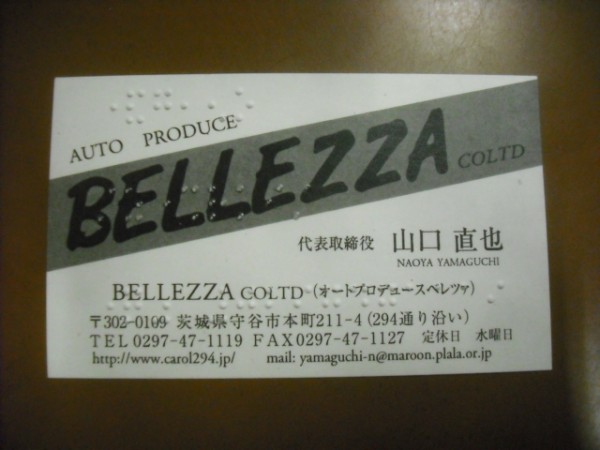 AUTO PRODUCE
BELLEZZA COLTD
代表取締役 山口 直也
NAOYA YAMAGUCHI
BELLEZZA COLTD (オートプロデュースベレツァ)
〒302-0109 茨城県守谷市本町211-4 (294通り沿い)
TEL 0297-47-1119 FAX0297-47-1127 定休日 水曜日
http://www.carol294.jp/ mail: yamaguchi-n@maroon.plala.or.jp